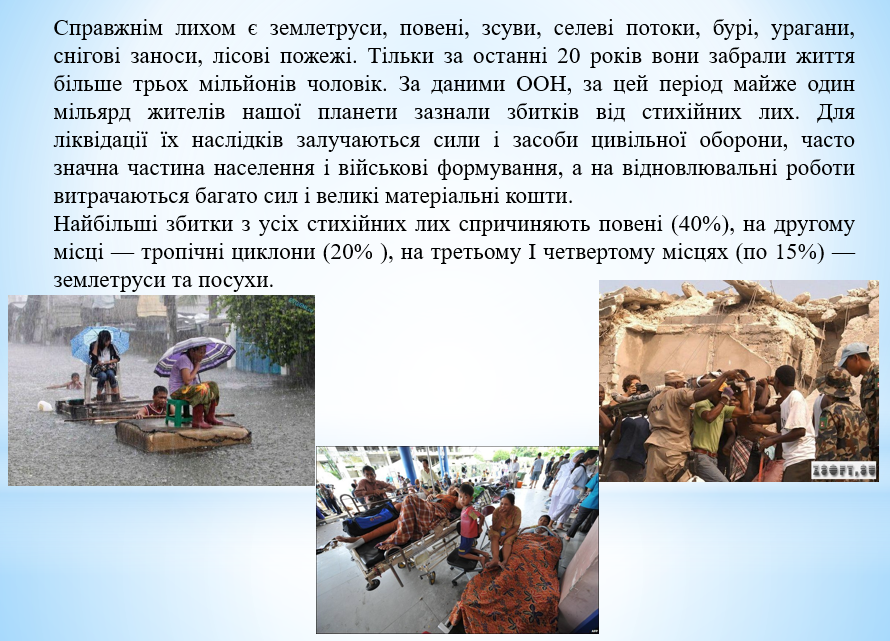 Справжнім лихом є землетруси, повені, зсуви, селеві потоки, бурі, урагани,
снігові заноси, лісові пожежі. Тільки за останні 20 років вони забрали життя
більше трьох мільйонів чоловік. За даними ООН, за цей період майже один
мільярд жителів нашої планети зазнали збитків від стихійних лих. Для
ліквідації їх наслідків залучаються сили і засоби цивільної оборони, часто
значна частина населення і військові формування, а на відновлювальні роботи
витрачаються багато сил і великі матеріальні кошти.
Найбільші збитки з усіх стихійних лих спричиняють повені (40%), на другому
місці — тропічні циклони (20% ), на третьому І четвертому місцях (по 15%) —
землетруси та посухи.